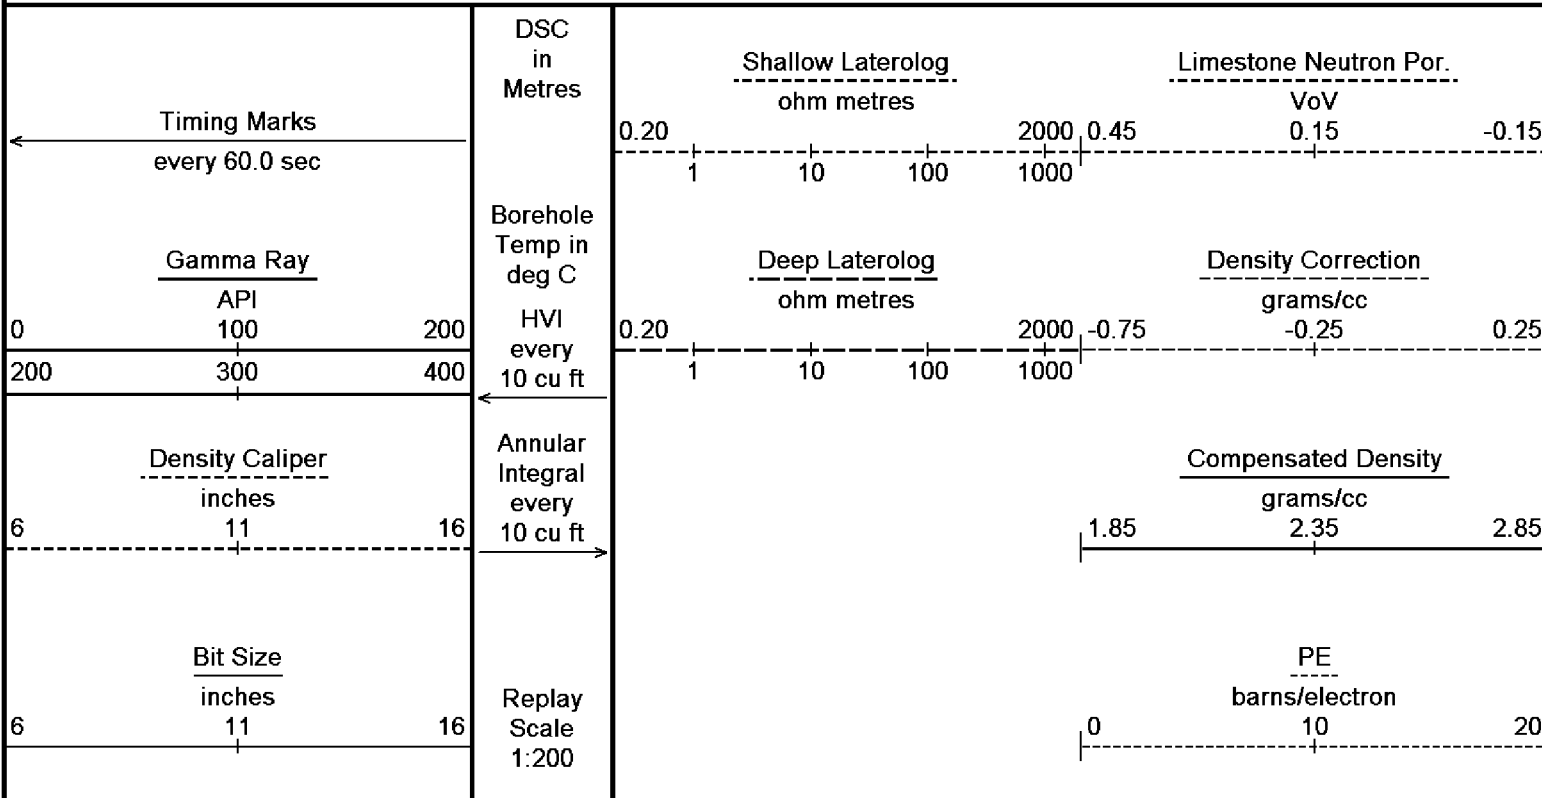 Timing Marks
every 60.0 sec
Gamma Ray
API
0 100 200
200 300 400
Density Caliper
inches
6 11 16
Bit Size
inches
6 11 16
DSC
in
Metres
Borehole
Temp in
deg C
HVI
every
10 cu ft
Annular
Integral
every
10 cu ft
Replay
Scale
1:200
Shallow Laterolog
ohm metres
0.20 2000
1 10 100 1000
Deep Laterolog
ohm metres
0.20 2000
1 10 100 1000
Limestone Neutron Por.
VoV
0.45 0.15 -0.15
Density Correction
grams/cc
-0.75 -0.25 0.25
Compensated Density
grams/cc
1.85 2.35 2.85
PE
barns/electron
0 10 20